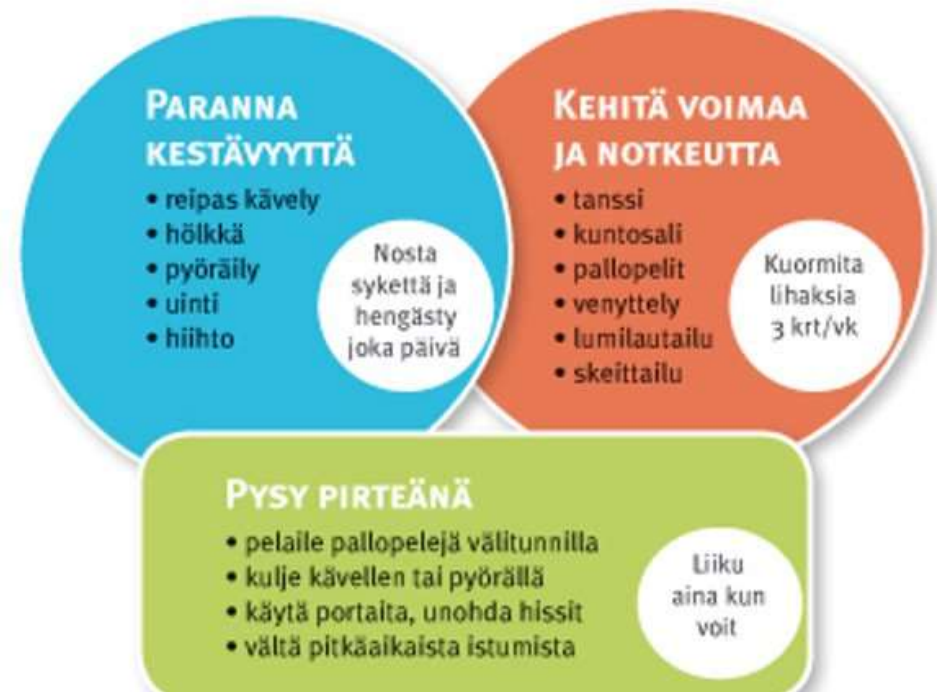 PARANNA
KESTÄVYYTTÄ
• reipas kävely
• hölkkä
• pyöräily
• uinti
• hiihto
Nosta
sykettä ja
hengästy
joka päivä
KEHITÄ VOIMAA
JA NOTKEUTTA
• tanssi
• kuntosali
• pallopelit
• venyttely
• lumilautailu
• skeittailu
Kuormita
lihaksia
3 krt/vk
PYSY PIRTEÄNÄ
• pelaile pallopelejä välitunnilla
• kulje kävellen tai pyörällä
• käytä portaita, unohda hissit
• vältä pitkäaikaista istumista
Liiku
aina kun
voit